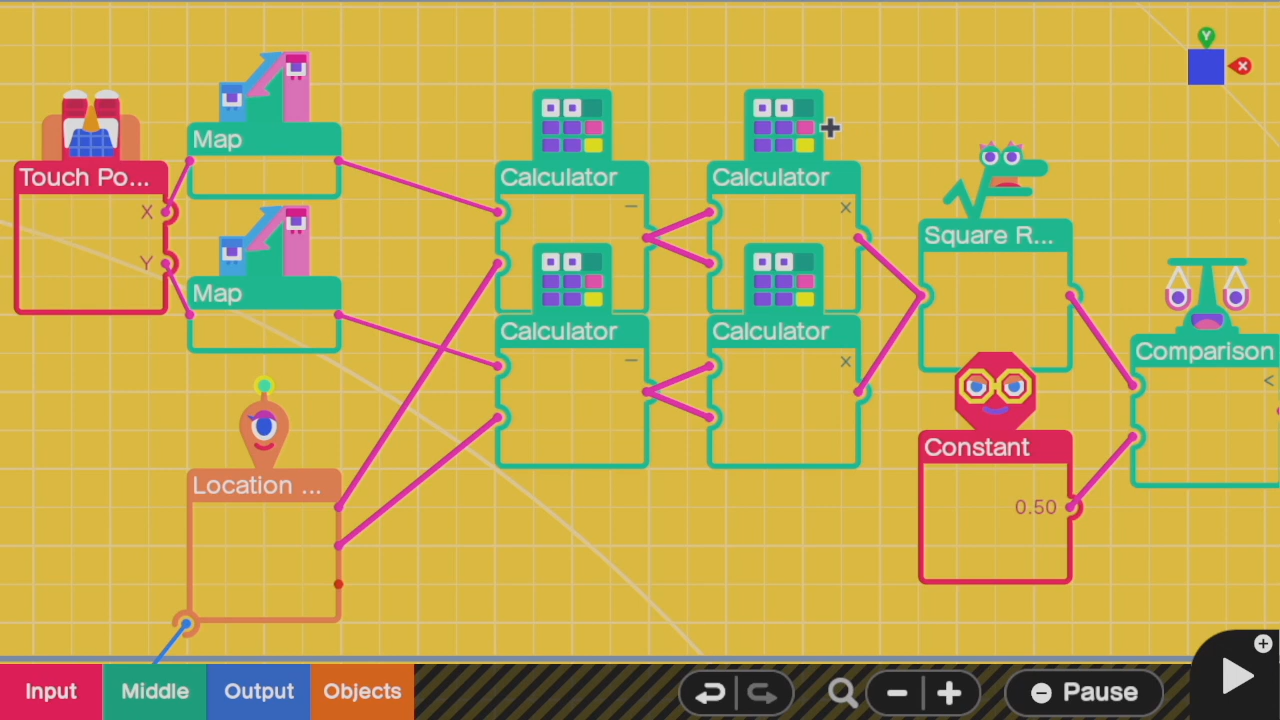 Touch Po...
X
Y
Map
Map
Location ...
Calculator
−
Calculator
−
Calculator
×
Calculator
×
Square R...
Constant
0.50
Comparison
<
Y
X
Input
Middle
Output
Objects
Pause